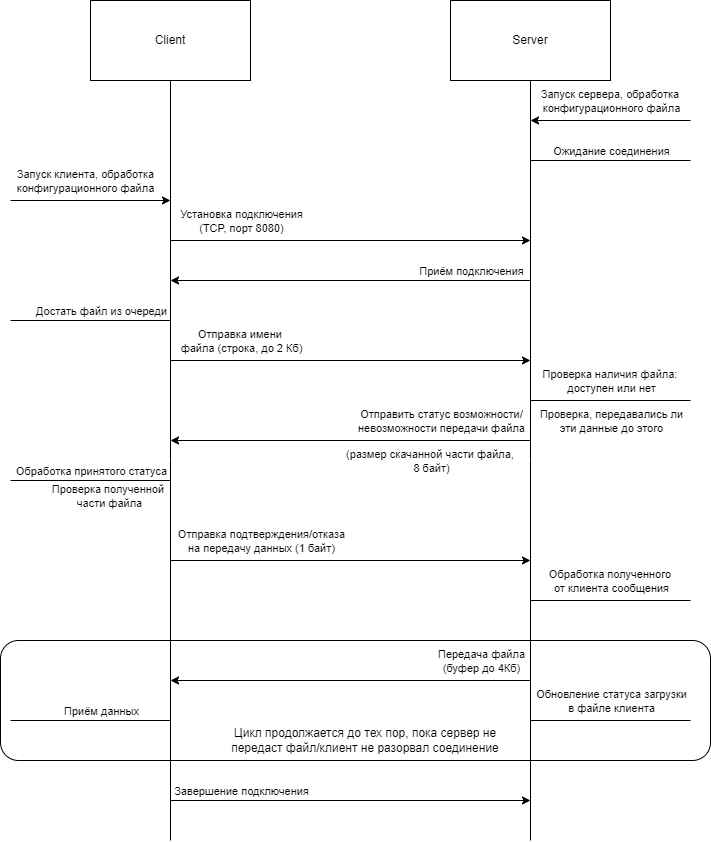 Client
Server
Запуск сервера, обработка
конфигурационного файла
Ожидание соединения
Запуск клиента, обработка
конфигурационного файла
Установка подключения
(TCP, порт 8080)
Приём подключения
Достать файл из очереди
Отправка имени
файла (строка, до 2 Кб)
Проверка наличия файла:
доступен или нет
Отправить статус возможности/
невозможности передачи файла
Проверка, передавались ли
эти данные до этого
(размер скачанной части файла,
8 байт)
Обработка принятого статуса
Проверка полученной
части файла
Отправка подтверждения/отказа
на передачу данных (1 байт)
Обработка полученного
от клиента сообщения
Передача файла
(буфер до 4Кб)
Обновление статуса загрузки
в файле клиента
Приём данных
Цикл продолжается до тех пор, пока сервер не
передаст файл/клиент не разорвал соединение
Завершение подключения